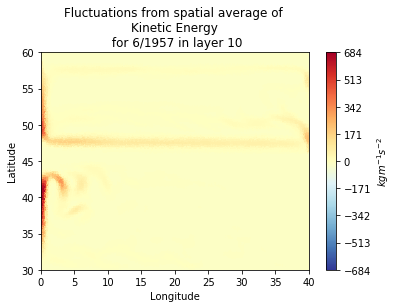 Fluctuations from spatial average of
Kinetic Energy
for 6/1957 in layer 10
60
55
50
45
40
35
30
Latitude
0 5 10 15 20 25 30 35 40
Longitude
684
513
342
171
0
−171
−342
−513
−684
kgm⁻¹s⁻²